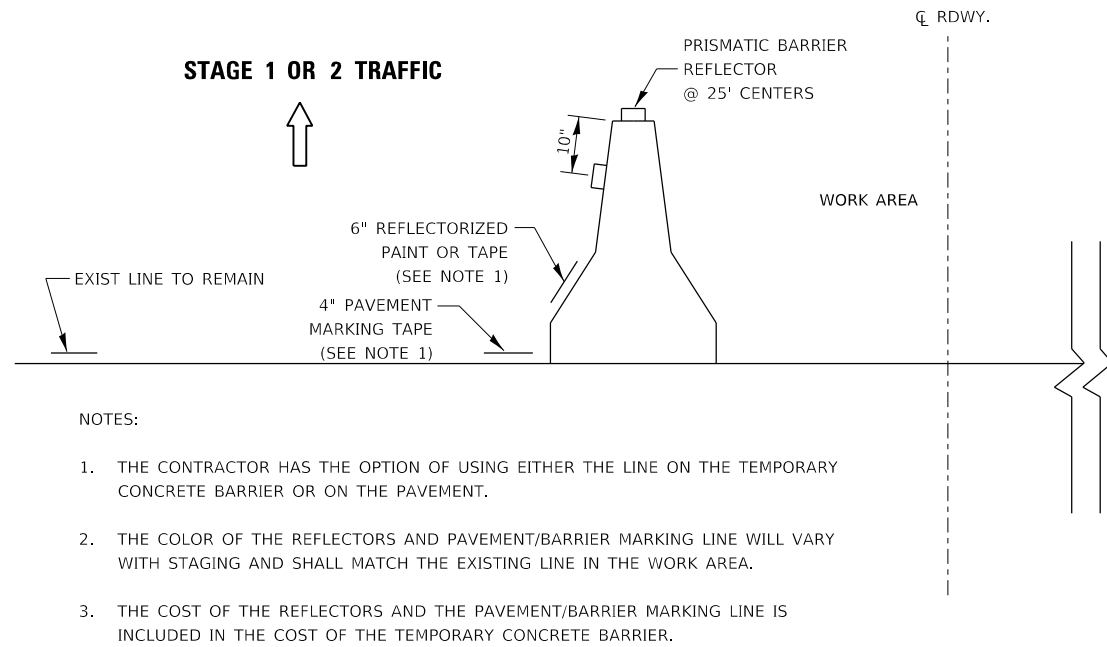 ℄ RDWY.
PRISMATIC BARRIER
REFLECTOR
@ 25' CENTERS
STAGE 1 OR 2 TRAFFIC
10"
WORK AREA
6" REFLECTORIZED
PAINT OR TAPE
(SEE NOTE 1)
EXIST LINE TO REMAIN
4" PAVEMENT
MARKING TAPE
(SEE NOTE 1)
NOTES:
1. THE CONTRACTOR HAS THE OPTION OF USING EITHER THE LINE ON THE TEMPORARY
CONCRETE BARRIER OR ON THE PAVEMENT.
2. THE COLOR OF THE REFLECTORS AND PAVEMENT/BARRIER MARKING LINE WILL VARY
WITH STAGING AND SHALL MATCH THE EXISTING LINE IN THE WORK AREA.
3. THE COST OF THE REFLECTORS AND THE PAVEMENT/BARRIER MARKING LINE IS
INCLUDED IN THE COST OF THE TEMPORARY CONCRETE BARRIER.